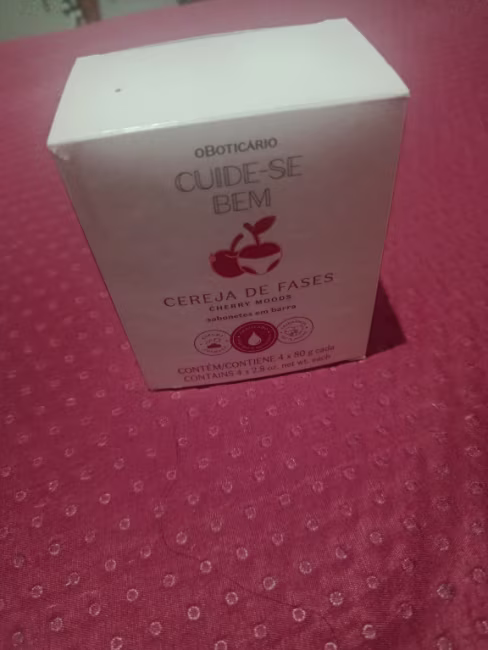 oBOTICÁRIO
CUIDE-SE
BEM
CEREJA DE FASES
CHERRY MOODS
sabonetes em barra
CONTÉM/CONTIENE 4 x 80 g cada
CONTAINS 4 x 2.8 oz. net wt. each